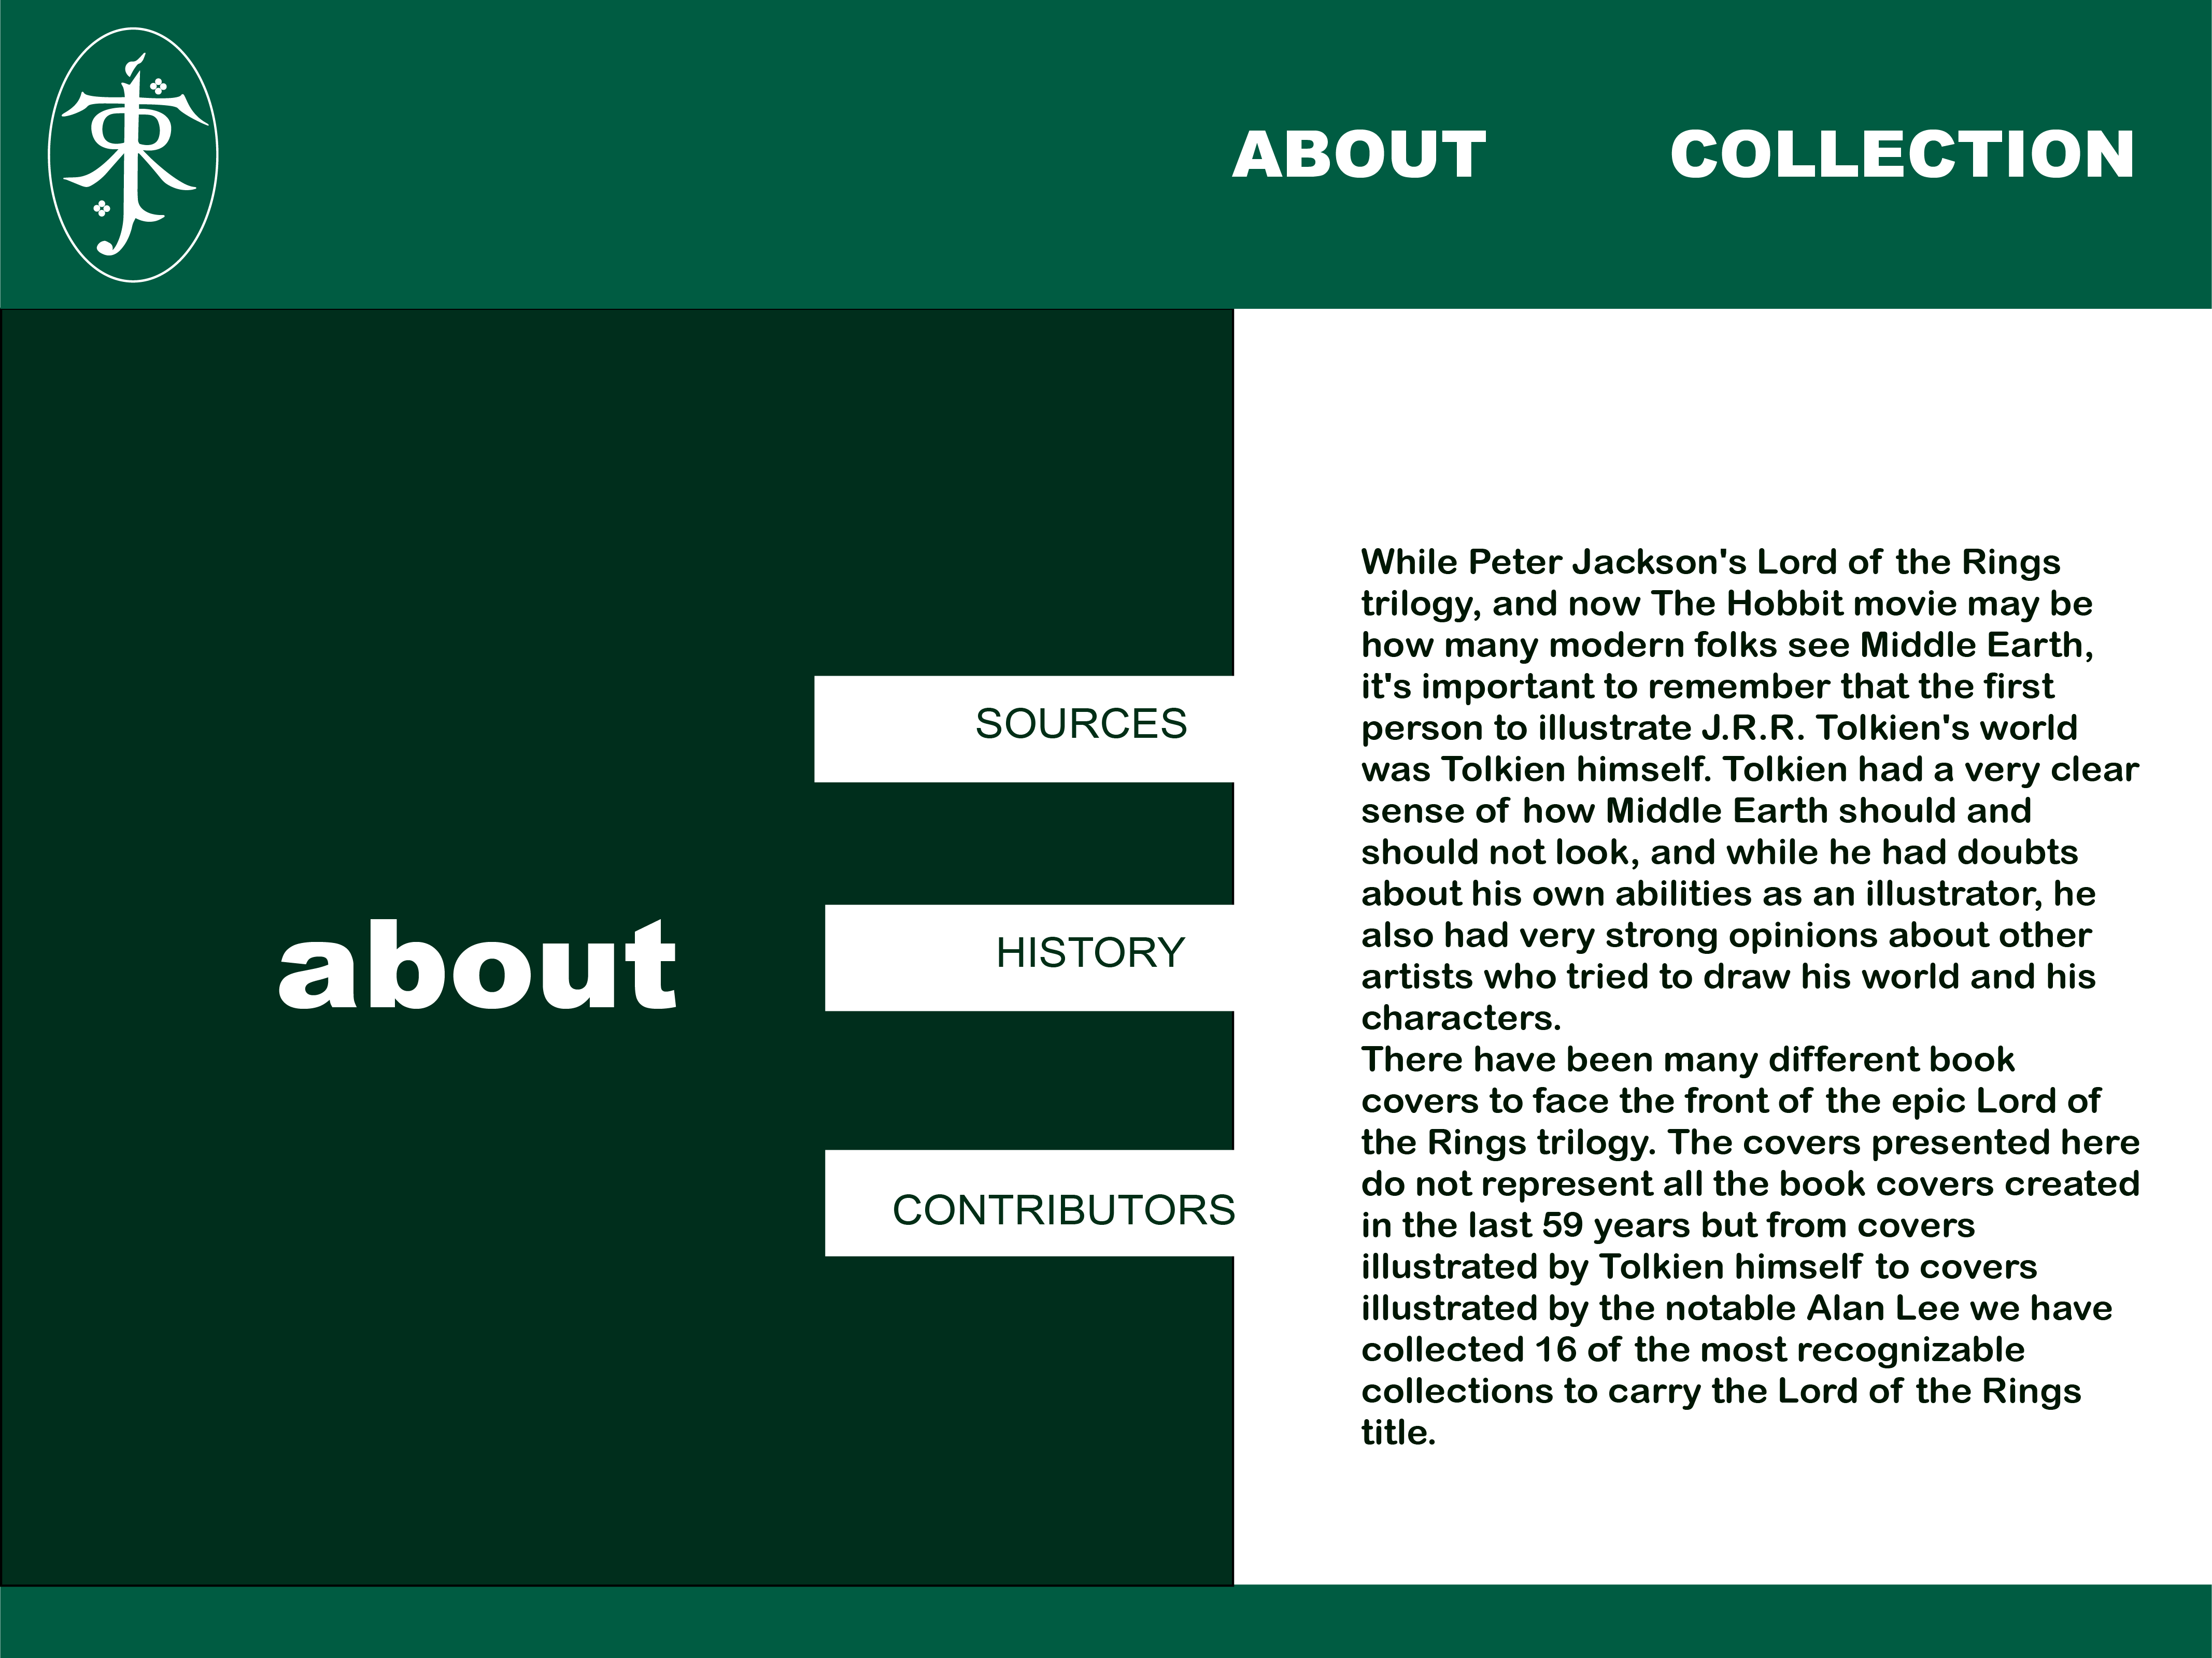 ABOUT COLLECTION
about
SOURCES
HISTORY
CONTRIBUTORS
While Peter Jackson's Lord of the Rings
trilogy, and now The Hobbit movie may be
how many modern folks see Middle Earth,
it's important to remember that the first
person to illustrate J.R.R. Tolkien's world
was Tolkien himself. Tolkien had a very clear
sense of how Middle Earth should and
should not look, and while he had doubts
about his own abilities as an illustrator, he
also had very strong opinions about other
artists who tried to draw his world and his
characters.
There have been many different book
covers to face the front of the epic Lord of
the Rings trilogy. The covers presented here
do not represent all the book covers created
in the last 59 years but from covers
illustrated by Tolkien himself to covers
illustrated by the notable Alan Lee we have
collected 16 of the most recognizable
collections to carry the Lord of the Rings
title.